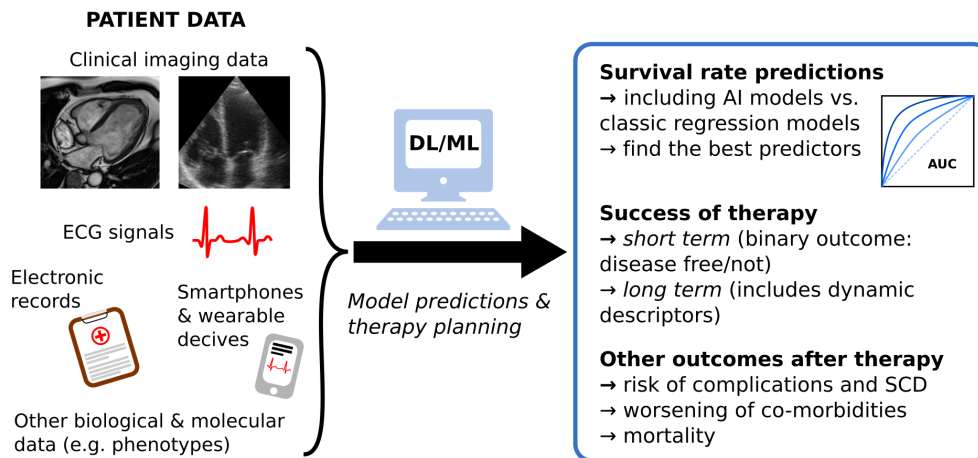 PATIENT DATA
Clinical imaging data
ECG signals
Electronic
records
Smartphones
& wearable
decives
Other biological & molecular
data (e.g. phenotypes)
DL/ML
Model predictions &
therapy planning
Survival rate predictions
→ including AI models vs.
classic regression models
→ find the best predictors
AUC
Success of therapy
→ short term (binary outcome:
disease free/not)
→ long term (includes dynamic
descriptors)
Other outcomes after therapy
→ risk of complications and SCD
→ worsening of co-morbidities
→ mortality